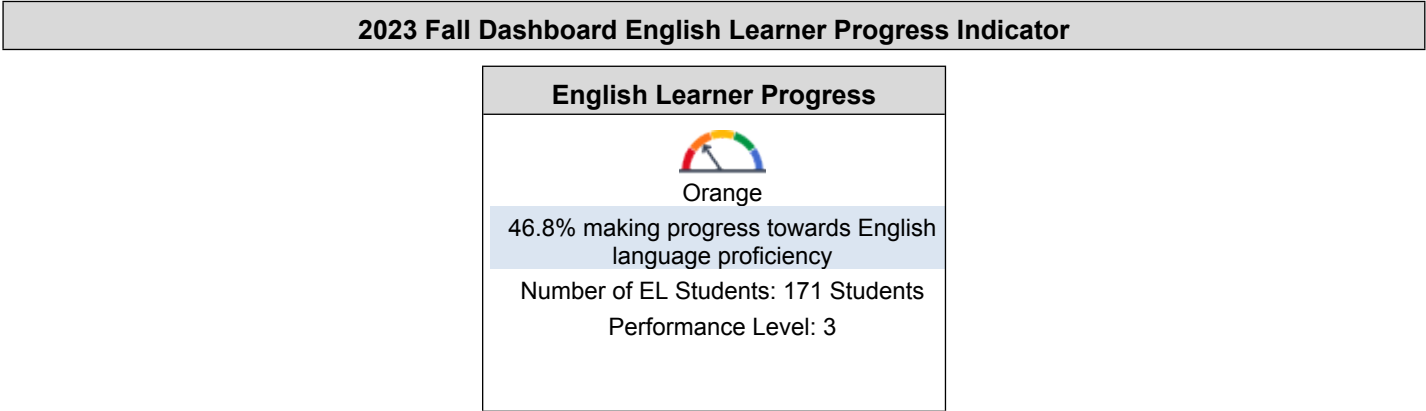 2023 Fall Dashboard English Learner Progress Indicator
English Learner Progress
Orange
46.8% making progress towards English
language proficiency
Number of EL Students: 171 Students
Performance Level: 3